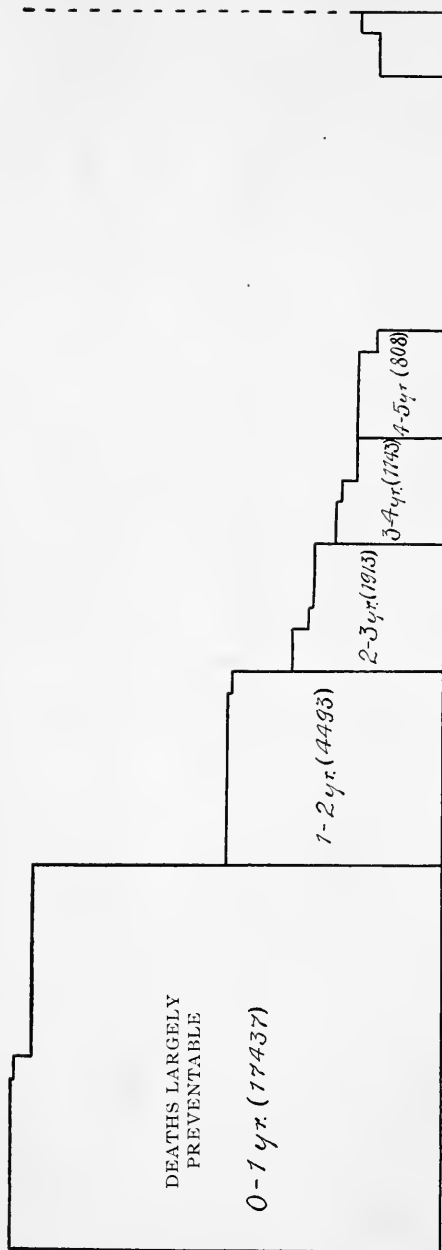 DEATHS LARGELY
PREVENTABLE
0-1 yr. (17437)
1-2 yr. (4493)
2-3 yr. (1913)
3-4 yr. (1143)
4-5 yr. (808)